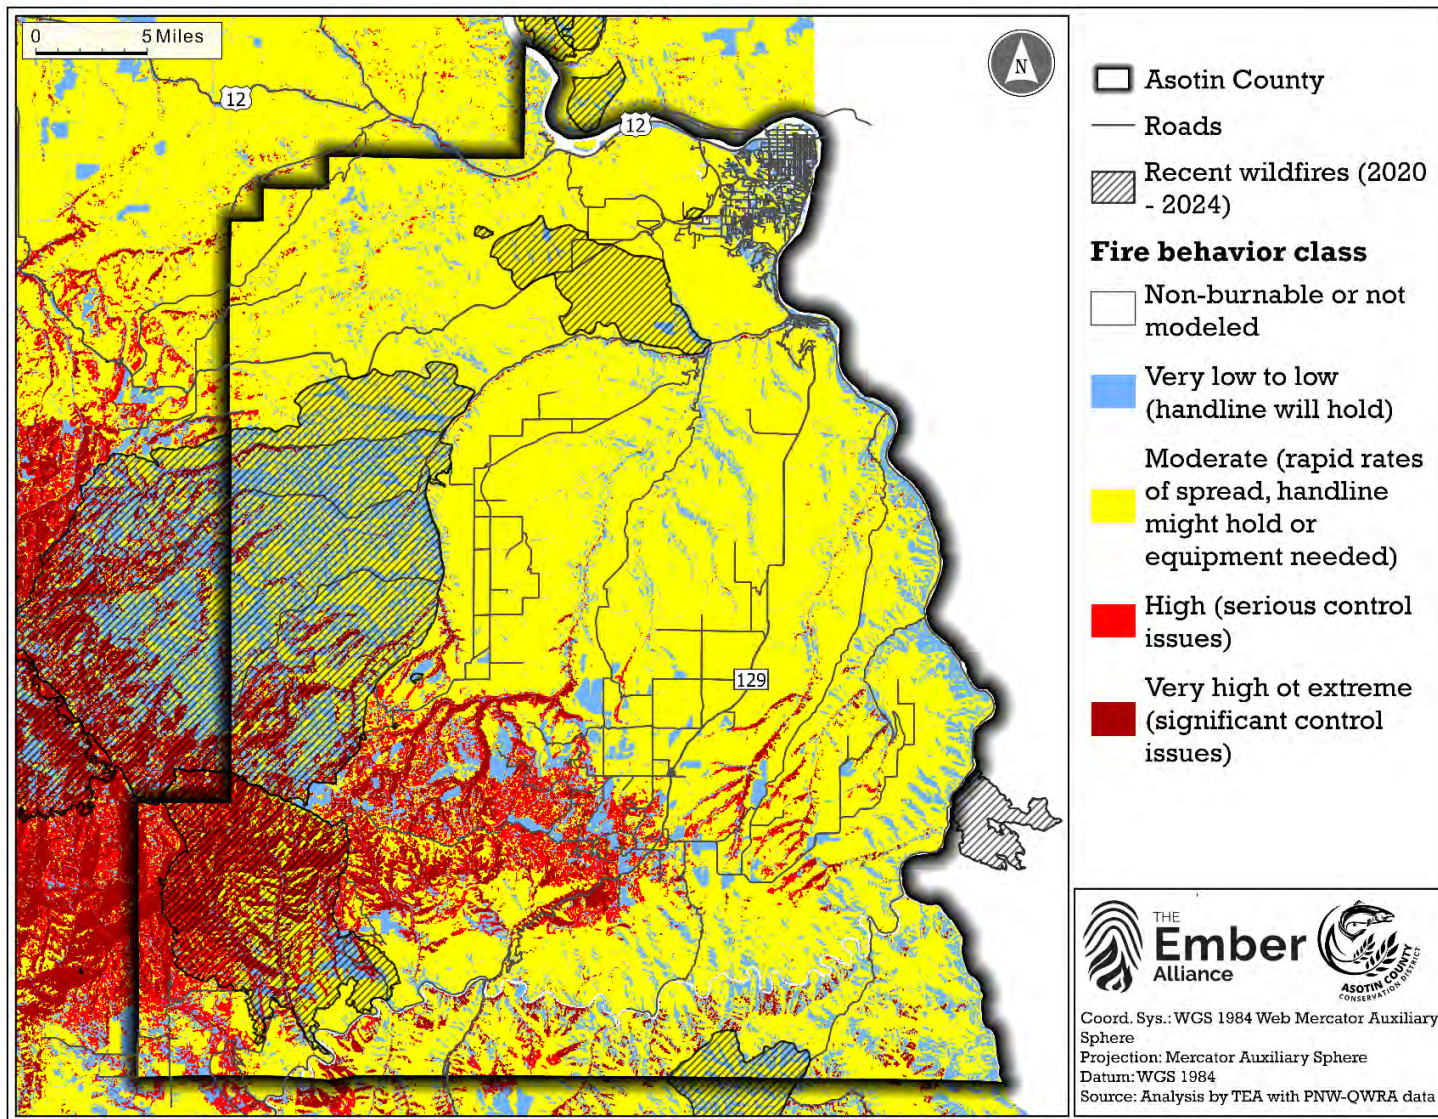 0 5 Miles
12
12
129
N
Asotin County
Roads
Recent wildfires (2020
- 2024)
Fire behavior class
Non-burnable or not
modeled
Very low to low
(handline will hold)
Moderate (rapid rates
of spread, handline
might hold or
equipment needed)
High (serious control
issues)
Very high ot extreme
(significant control
issues)
THE
Ember
Alliance
ASOTIN COUNTY
CONSERVATION DISTRICT
Coord. Sys.: WGS 1984 Web Mercator Auxiliary
Sphere
Projection: Mercator Auxiliary Sphere
Datum: WGS 1984
Source: Analysis by TEA with PNW-QWRA data